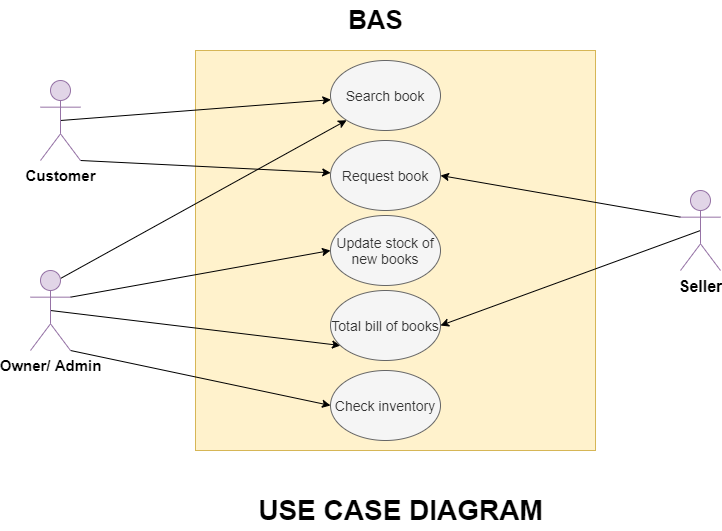 BAS
Search book
Customer
Request book
Update stock of
new books
Seller
Total bill of books
Owner/ Admin
Check inventory
USE CASE DIAGRAM